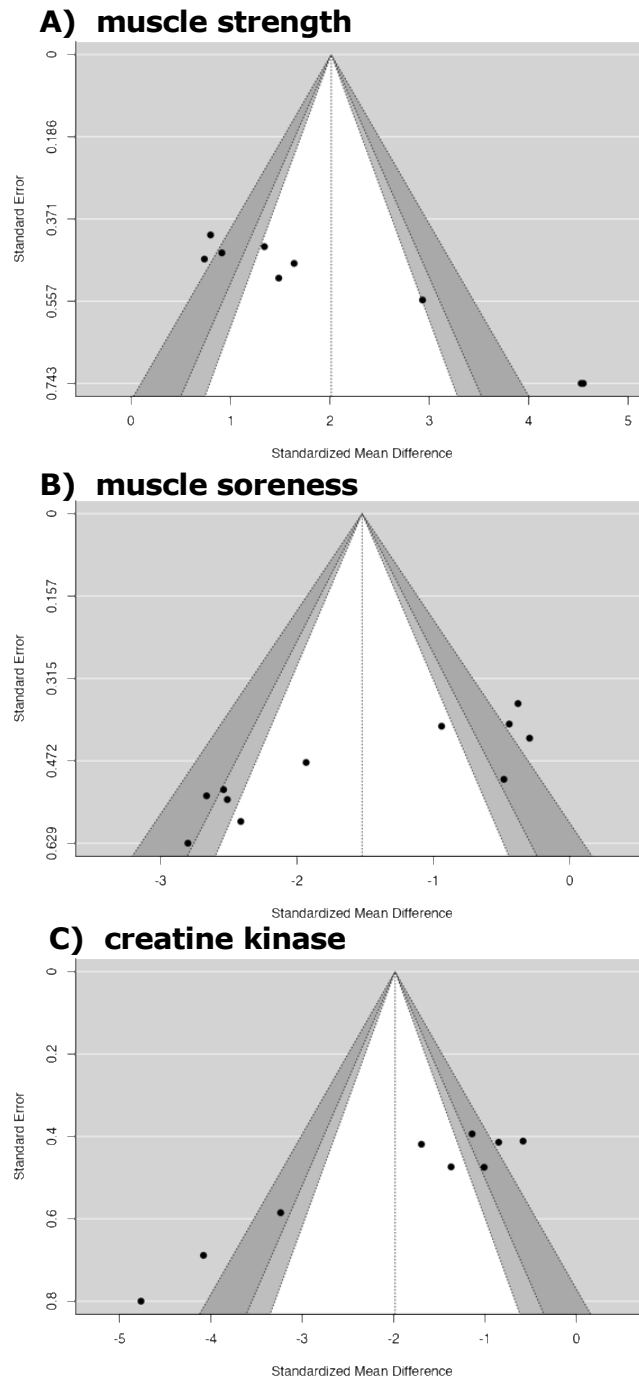 A) muscle strength
0
0.186
0.371
0.557
0.743
Standard Error
0 1 2 3 4 5
Standardized Mean Difference
B) muscle soreness
0
0.157
0.315
0.472
0.629
Standard Error
-3 -2 -1 0
Standardized Mean Difference
C) creatine kinase
0
0.2
0.4
0.6
0.8
Standard Error
-5 -4 -3 -2 -1 0
Standardized Mean Difference